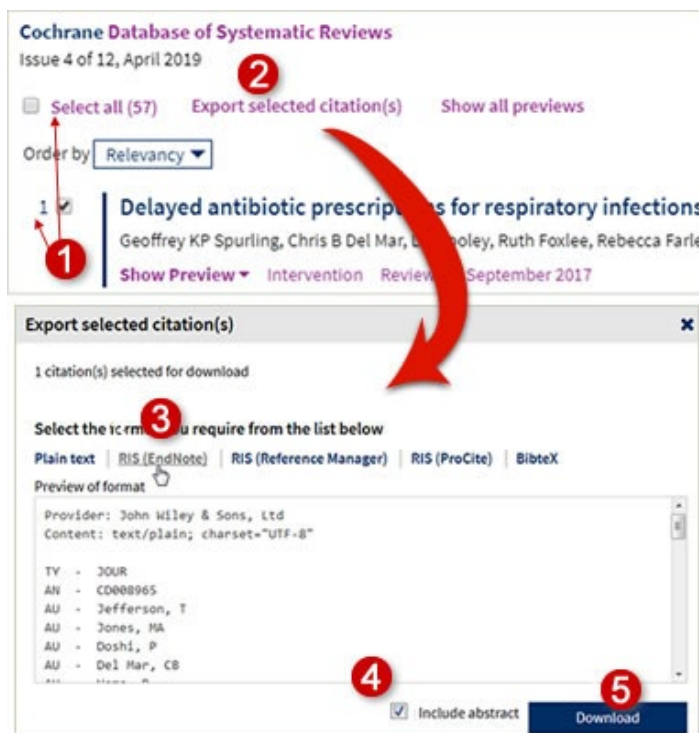 Cochrane Database of Systematic Reviews
Issue 4 of 12, April 2019
2
Select all (57) Export selected citation(s) Show all previews
Order by Relevancy
1 Delayed antibiotic for respiratory infections
Geoffrey KP Spurling, Chris B Del Mar, Ruth Foxlee, Rebecca
1
Show Preview Intervention September 2017
Export selected citation(s)
1 citation(s) selected for download
3
Select the require from the list below
Plain text | RIS (EndNote) | RIS (Reference Manager) | RIS (ProCite) | BibteX
Preview of format
Provider: John Wiley & Sons, Ltd
Content: text/plain; charset="UTF-8"
TY - JOUR
AN - CD008965
AU - Jefferson, T
AU - Jones, MA
AU - Doshi, P
AU - Del Mar, CB
4
5
Include abstract Download